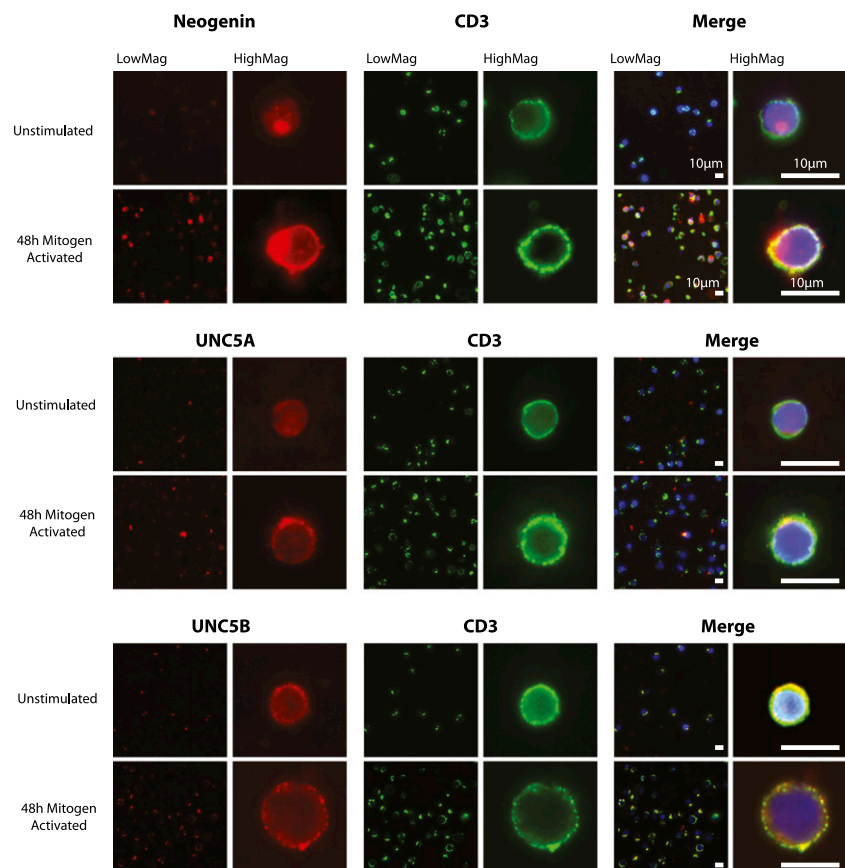 Neogenin CD3 Merge
LowMag HighMag LowMag HighMag LowMag HighMag
Unstimulated
10μm 10μm
48h Mitogen
Activated
10μm 10μm
UNC5A CD3 Merge
Unstimulated
48h Mitogen
Activated
UNC5B CD3 Merge
Unstimulated
48h Mitogen
Activated